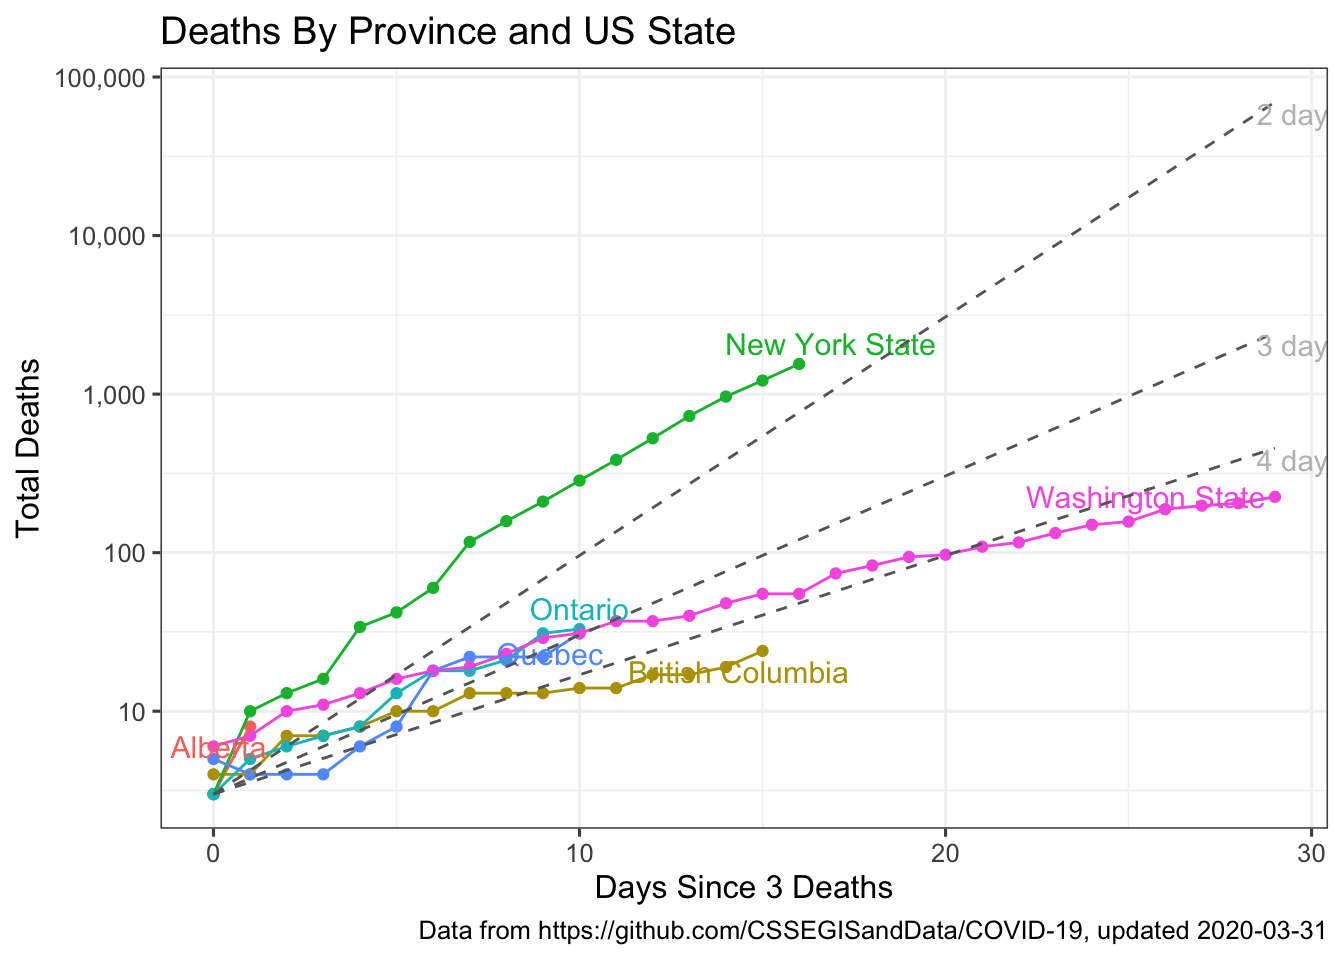 Deaths By Province and US State
100,000
10,000
1,000
100
10
Total Deaths
2 day
3 day
4 day
New York State
Washington State
Ontario
Quebec
British Columbia
Alberta
0
10
20
30
Days Since 3 Deaths
Data from https://github.com/CSSEGISandData/COVID-19, updated 2020-03-31